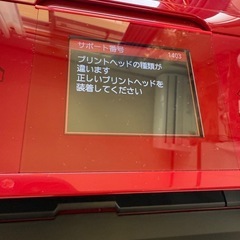 サポート番号
1403
プリントヘッドの種類が
違います
正しいプリントヘッドを
装着してください